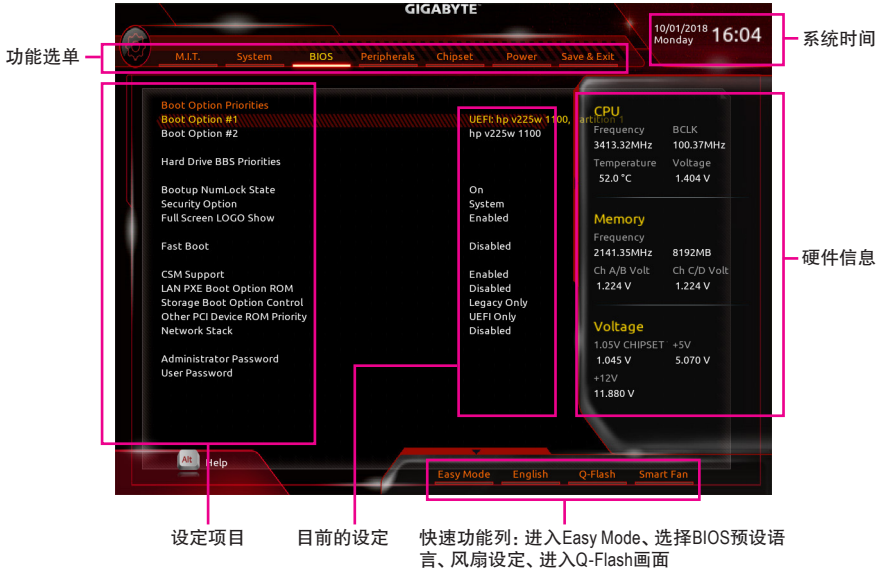 GIGABYTE
10/01/2018
Monday
16:04
系统时间
功能选单
M.I.T.
System
BIOS
Peripherals
Chipset
Power
Save & Exit
Boot Option Priorities
Boot Option #1 UEFI: hp v225w 1100, Partition 1
Boot Option #2 hp v225w 1100
Hard Drive BBS Priorities
Bootup NumLock State On
Security Option System
Full Screen LOGO Show Enabled
Fast Boot Disabled
CSM Support Enabled
LAN PXE Boot Option ROM Disabled
Storage Boot Option Control Legacy Only
Other PCI Device ROM Priority UEFI Only
Network Stack Disabled
Administrator Password
User Password
CPU
Frequency BCLK
3413.32MHz 100.37MHz
Temperature Voltage
52.0 °C 1.404 V
Memory
Frequency
2141.35MHz 8192MB
Ch A/B Volt Ch C/D Volt
1.224 V 1.224 V
Voltage
1.05V CHIPSET +5V
1.045 V 5.070 V
+12V
11.880 V
硬件信息
Alt Help
Easy Mode
English
Q-Flash
Smart Fan
设定项目
目前的设定
快速功能列: 进入Easy Mode、选择BIOS预设语
言、风扇设定、进入Q-Flash画面